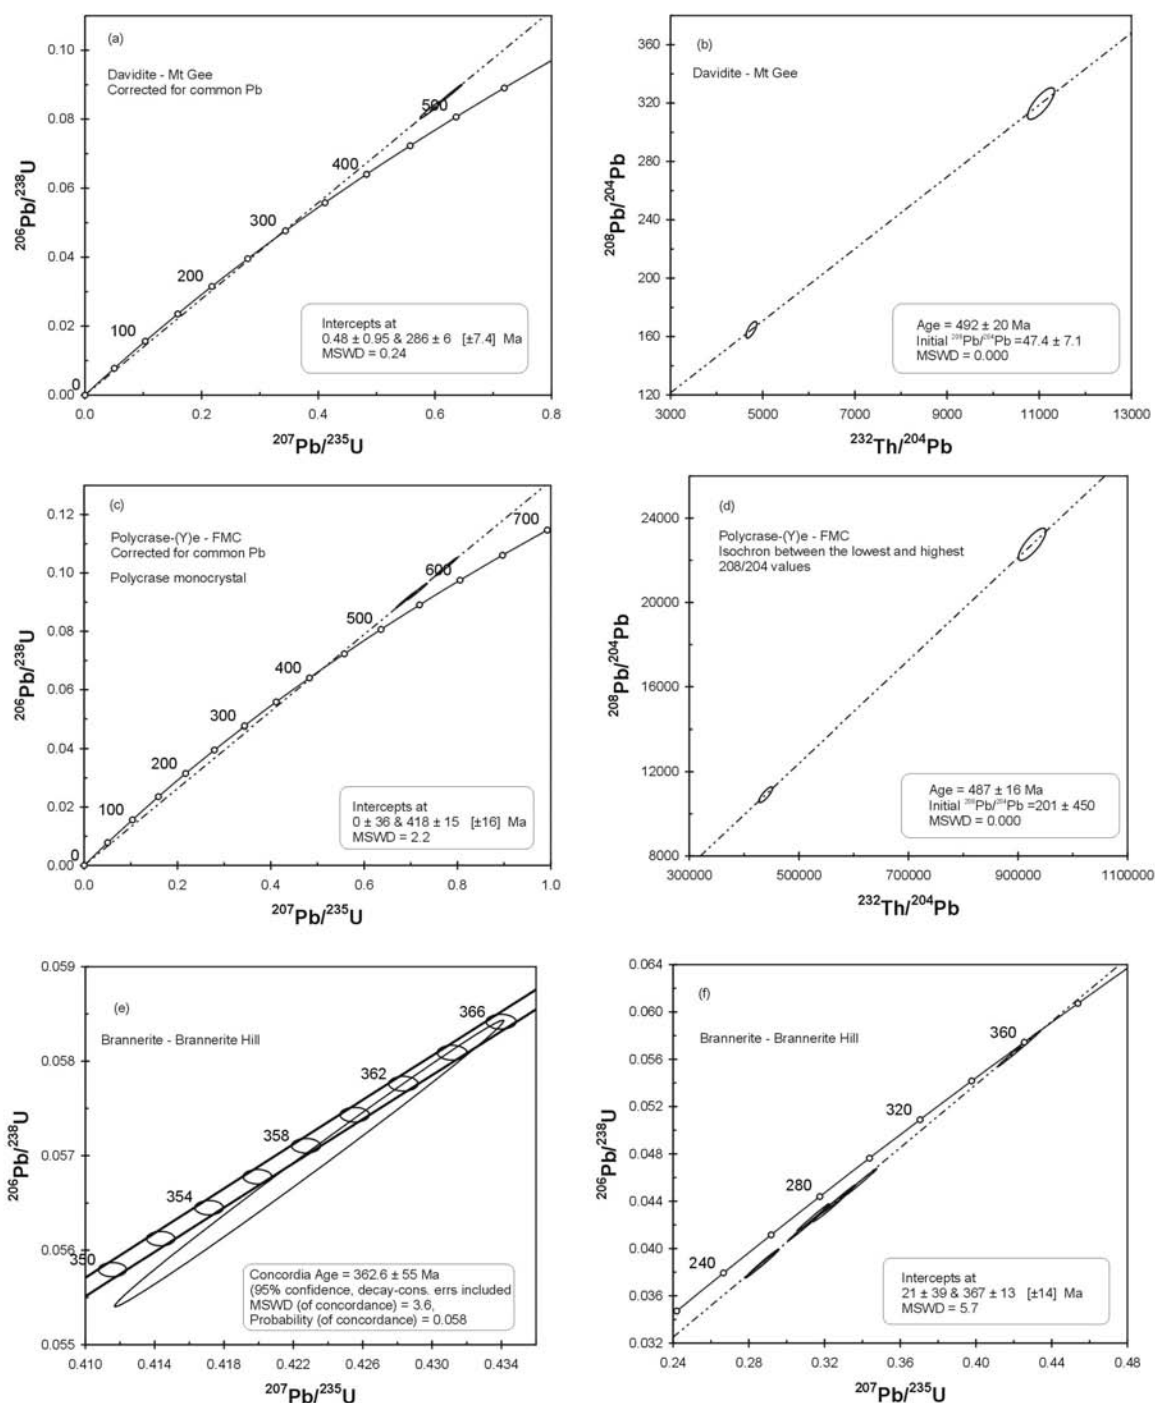 (a)
Davidite - Mt Gee
Corrected for common Pb
0.10
0.08
0.06
0.04
0.02
0.00
206Pb/238U
500
400
300
200
100
0
Intercepts at
0.48 ± 0.95 & 286 ± 6 [±7.4] Ma
MSWD = 0.24
0.0
0.2
0.4
0.6
0.8
207Pb/235U
(b)
Davidite - Mt Gee
360
320
280
240
200
160
120
208Pb/204Pb
Age = 492 ± 20 Ma
Initial 208Pb/204Pb =47.4 ± 7.1
MSWD = 0.000
3000
5000
7000
9000
11000
13000
232Th/204Pb
(c)
Polycrase-(Y)e - FMC
Corrected for common Pb
Polycrase monocrystal
0.12
0.10
0.08
0.06
0.04
0.02
0.00
206Pb/238U
700
600
500
400
300
200
100
0
Intercepts at
0 ± 36 & 418 ± 15 [±16] Ma
MSWD = 2.2
0.0
0.2
0.4
0.6
0.8
1.0
207Pb/235U
(d)
Polycrase-(Y)e - FMC
Isochron between the lowest and highest
208/204 values
24000
20000
16000
12000
8000
208Pb/204Pb
Age = 487 ± 16 Ma
Initial 208Pb/204Pb =201 ± 450
MSWD = 0.000
300000
500000
700000
900000
1100000
232Th/204Pb
(e)
Brannerite - Brannerite Hill
0.059
0.058
0.057
0.056
0.055
206Pb/238U
366
362
358
354
350
Concordia Age = 362.6 ± 55 Ma
(95% confidence, decay-cons. errs included
MSWD (of concordance) = 3.6,
Probability (of concordance) = 0.058
0.410
0.414
0.418
0.422
0.426
0.430
0.434
207Pb/235U
(f)
Brannerite - Brannerite Hill
0.064
0.060
0.056
0.052
0.048
0.044
0.040
0.036
0.032
206Pb/238U
360
320
280
240
Intercepts at
21 ± 39 & 367 ± 13 [±14] Ma
MSWD = 5.7
0.24
0.28
0.32
0.36
0.40
0.44
0.48
207Pb/235U